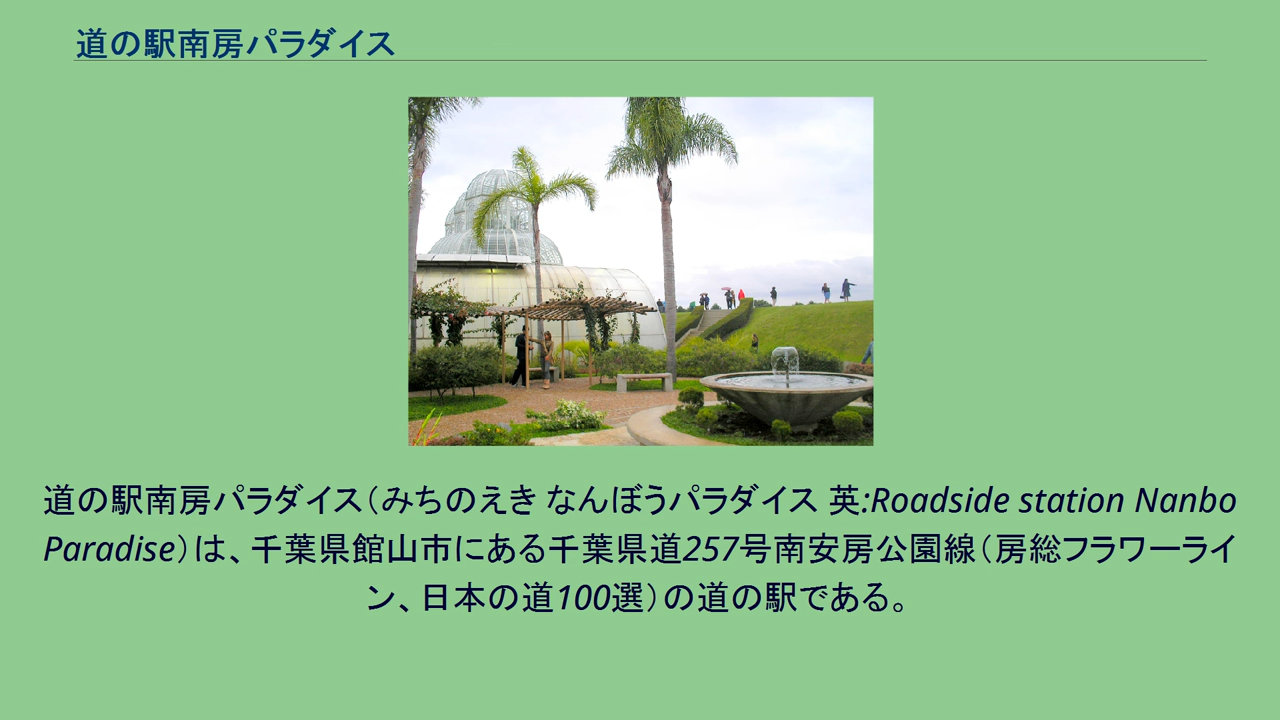 道の駅南房パラダイス
道の駅南房パラダイス（みちのえき なんぼうパラダイス 英:Roadside station Nanbo
Paradise）は、千葉県館山市にある千葉県道257号南安房公園線（房総フラワーライ
ン、日本の道100選）の道の駅である。